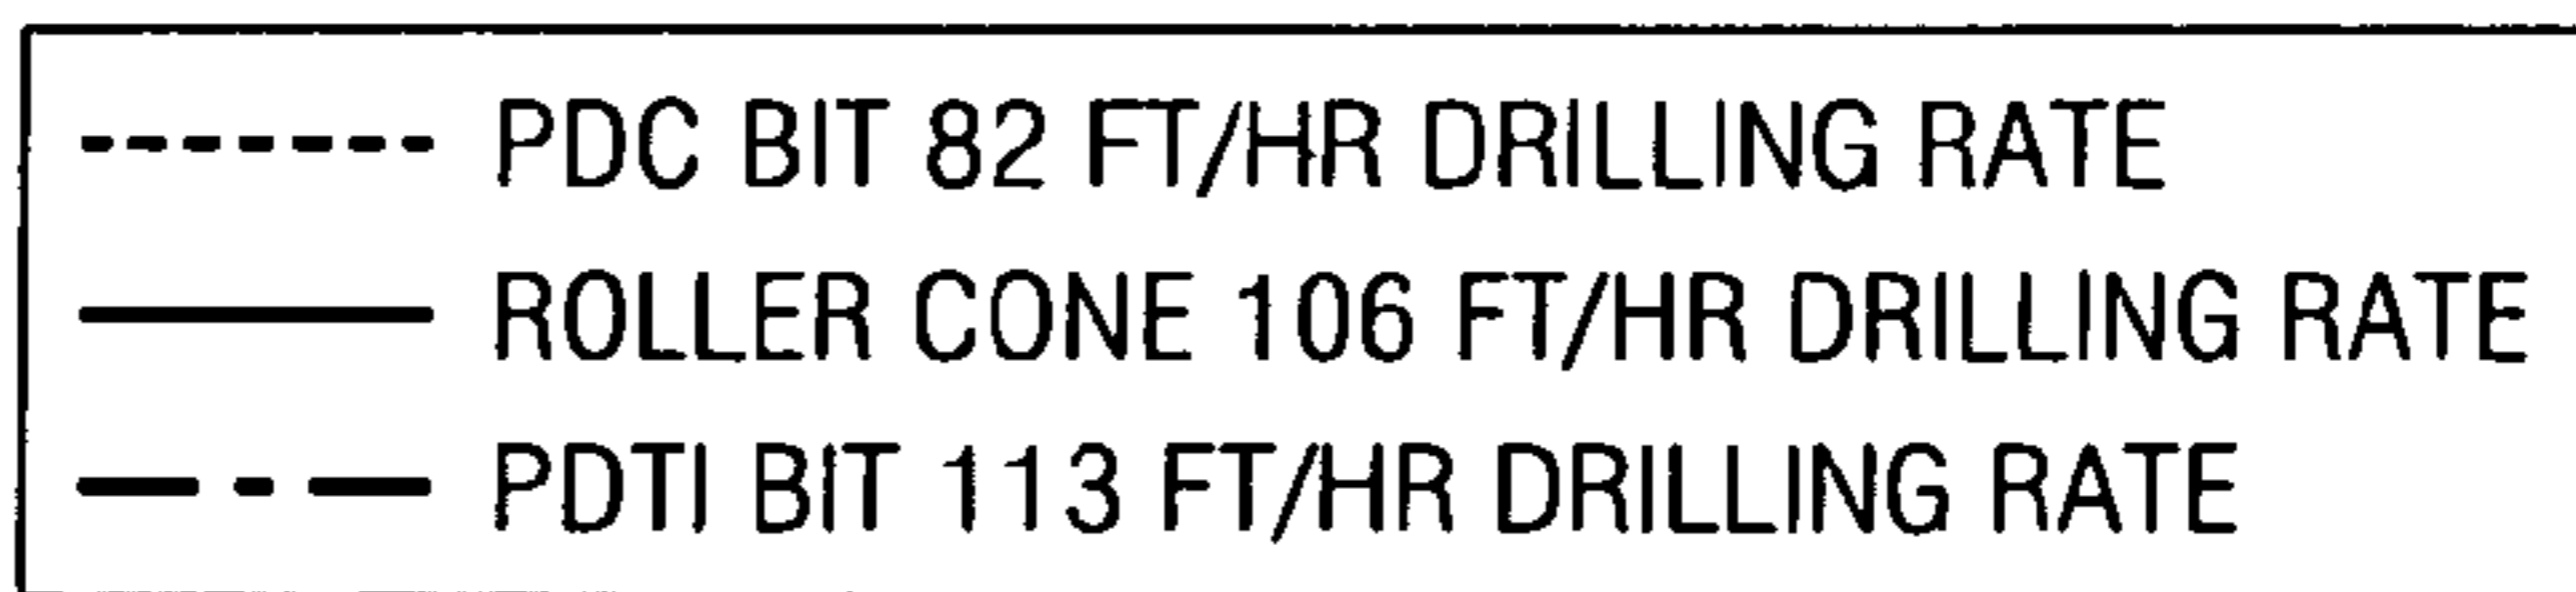 PDC BIT 82 FT/HR DRILLING RATE
ROLLER CONE 106 FT/HR DRILLING RATE
PDTI BIT 113 FT/HR DRILLING RATE